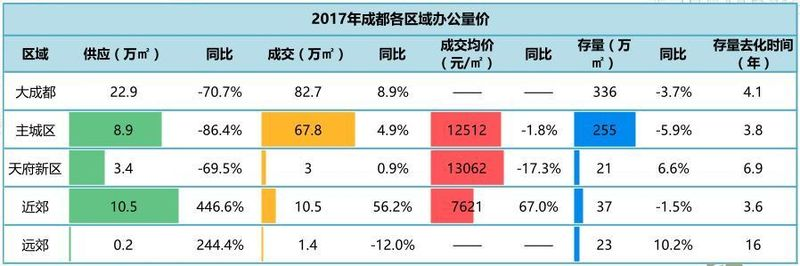 2017年成都各区域办公量价
区域 供应（万㎡） 同比 成交（万㎡） 同比 成交均价（元/㎡） 同比 存量（万㎡） 同比 存量去化时间（年）
大成都 22.9 -70.7% 82.7 8.9% —— —— 336 -3.7% 4.1
主城区 8.9 -86.4% 67.8 4.9% 12512 -1.8% 255 -5.9% 3.8
天府新区 3.4 -69.5% 3 0.9% 13062 -17.3% 21 6.6% 6.9
近郊 10.5 446.6% 10.5 56.2% 7621 67.0% 37 -1.5% 3.6
远郊 0.2 244.4% 1.4 -12.0% —— —— 23 10.2% 16